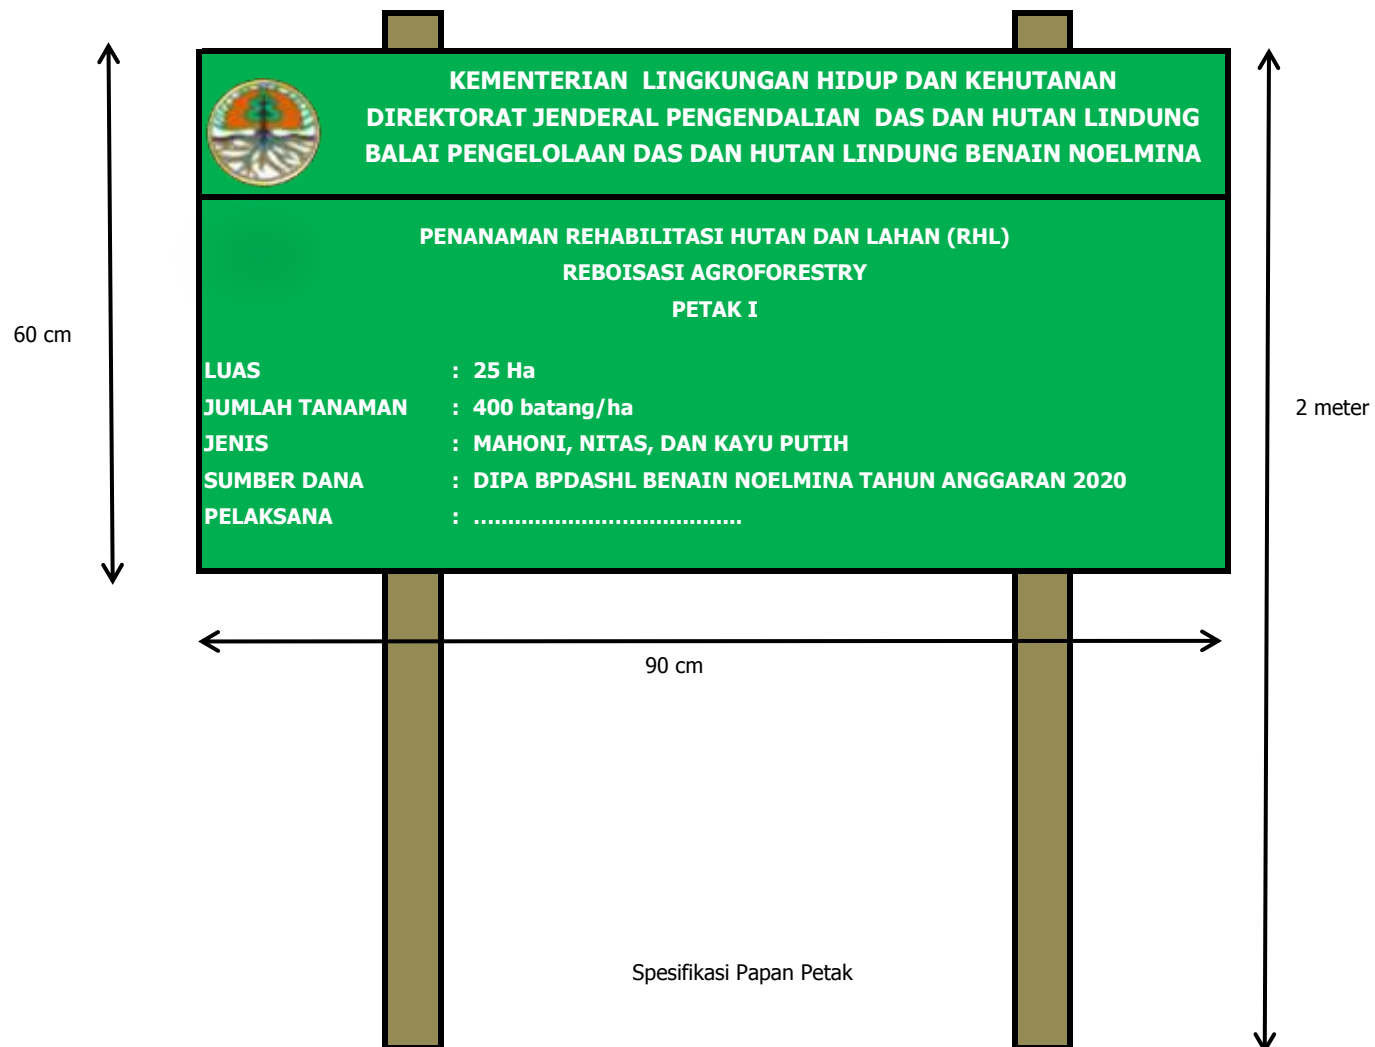 KEMENTERIAN LINGKUNGAN HIDUP DAN KEHUTANAN
DIREKTORAT JENDERAL PENGENDALIAN DAS DAN HUTAN LINDUNG
BALAI PENGELOLAAN DAS DAN HUTAN LINDUNG BENAIN NOELMINA
PENANAMAN REHABILITASI HUTAN DAN LAHAN (RHL)
REBOISASI AGROFORESTRY
PETAK I
60 cm
LUAS : 25 Ha
JUMLAH TANAMAN : 400 batang/ha
2 meter
JENIS : MAHONI, NITAS, DAN KAYU PUTIH
SUMBER DANA : DIPA BPDASHL BENAIN NOELMINA TAHUN ANGGARAN 2020
PELAKSANA : ........................................
90 cm
Spesifikasi Papan Petak